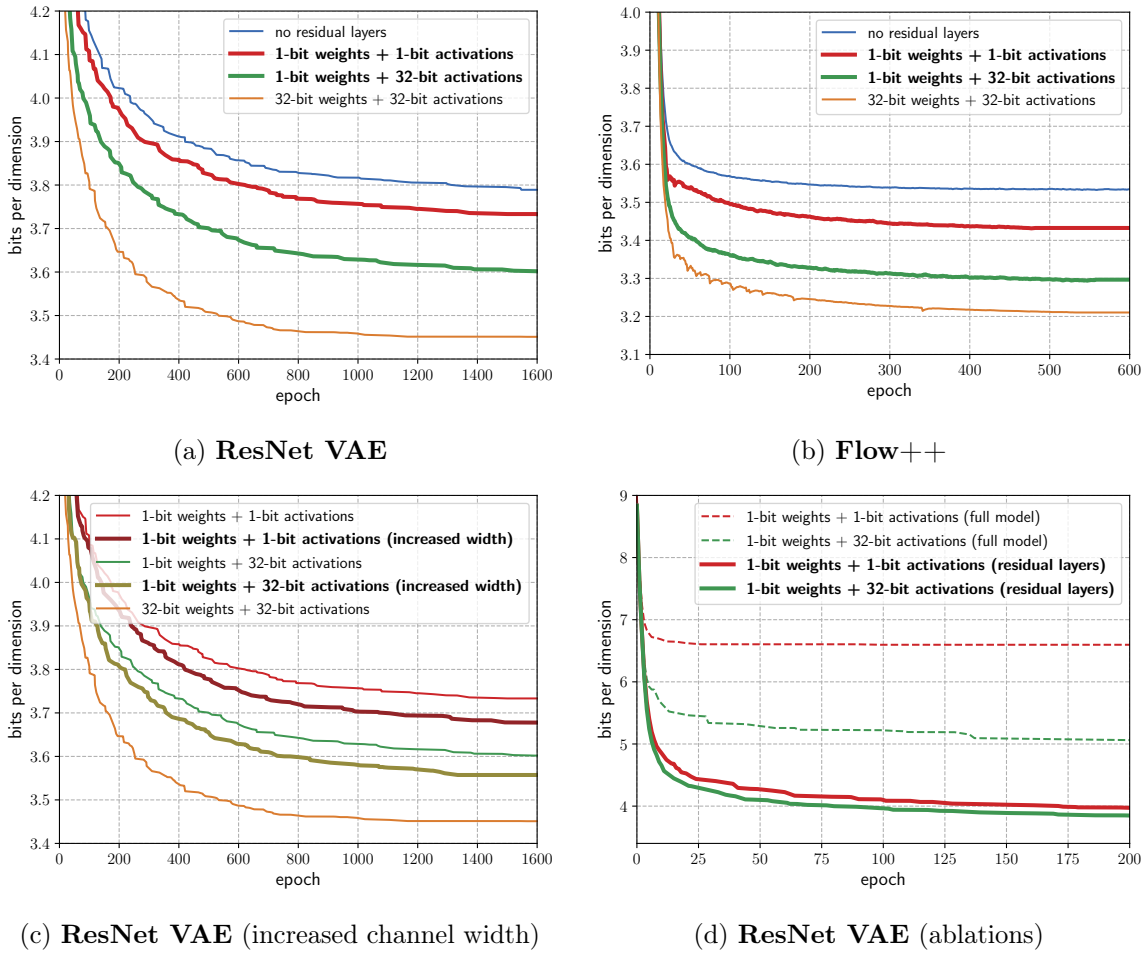 4.2
4.1
4.0
3.9
3.8
3.7
3.6
3.5
3.4
bits per dimension
no residual layers
1-bit weights + 1-bit activations
1-bit weights + 32-bit activations
32-bit weights + 32-bit activations
0 200 400 600 800 1000 1200 1400 1600
epoch
(a) ResNet VAE
4.0
3.9
3.8
3.7
3.6
3.5
3.4
3.3
3.2
3.1
bits per dimension
no residual layers
1-bit weights + 1-bit activations
1-bit weights + 32-bit activations
32-bit weights + 32-bit activations
0 100 200 300 400 500 600
epoch
(b) Flow++
4.2
4.1
4.0
3.9
3.8
3.7
3.6
3.5
3.4
bits per dimension
1-bit weights + 1-bit activations
1-bit weights + 1-bit activations (increased width)
1-bit weights + 32-bit activations
1-bit weights + 32-bit activations (increased width)
32-bit weights + 32-bit activations
0 200 400 600 800 1000 1200 1400 1600
epoch
(c) ResNet VAE (increased channel width)
9
8
7
6
5
4
bits per dimension
1-bit weights + 1-bit activations (full model)
1-bit weights + 32-bit activations (full model)
1-bit weights + 1-bit activations (residual layers)
1-bit weights + 32-bit activations (residual layers)
0 25 50 75 100 125 150 175 200
epoch
(d) ResNet VAE (ablations)